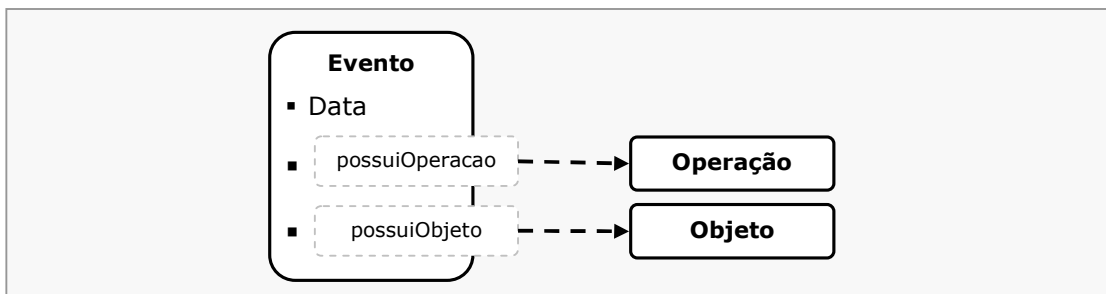 Evento
▪ Data
▪ possuiOperacao
Operação
▪ possuiObjeto
Objeto